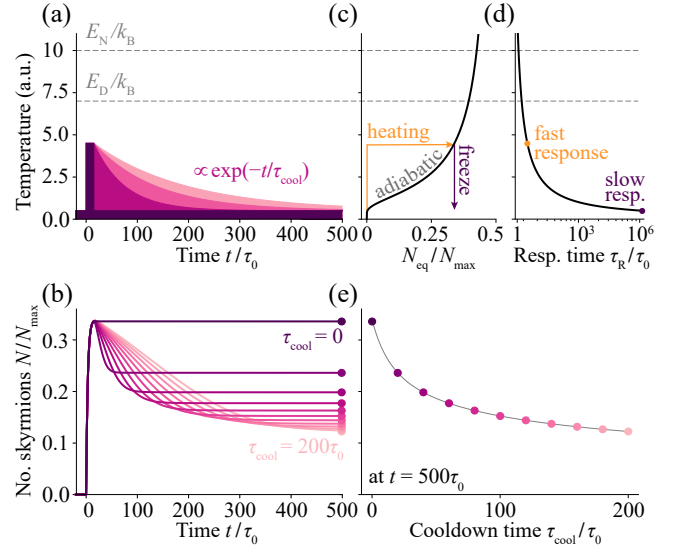 (a)
(c)
(d)
Temperature (a.u.)
10
7.5
5.0
2.5
0.0
E_N/k_B
E_D/k_B
∝exp(−t/τ_cool)
0 100 200 300 400 500
Time t/τ_0
heating
adiabatic
freeze
0 0.25 0.5
N_eq/N_max
fast
response
slow
resp.
1 10^3 10^6
Resp. time τ_R/τ_0
(b)
(e)
No. skyrmions N/N_max
0.3
0.2
0.1
0.0
τ_cool = 0
τ_cool = 200τ_0
0 100 200 300 400 500
Time t/τ_0
at t = 500τ_0
0 50 100 150 200
Cooldown time τ_cool/τ_0